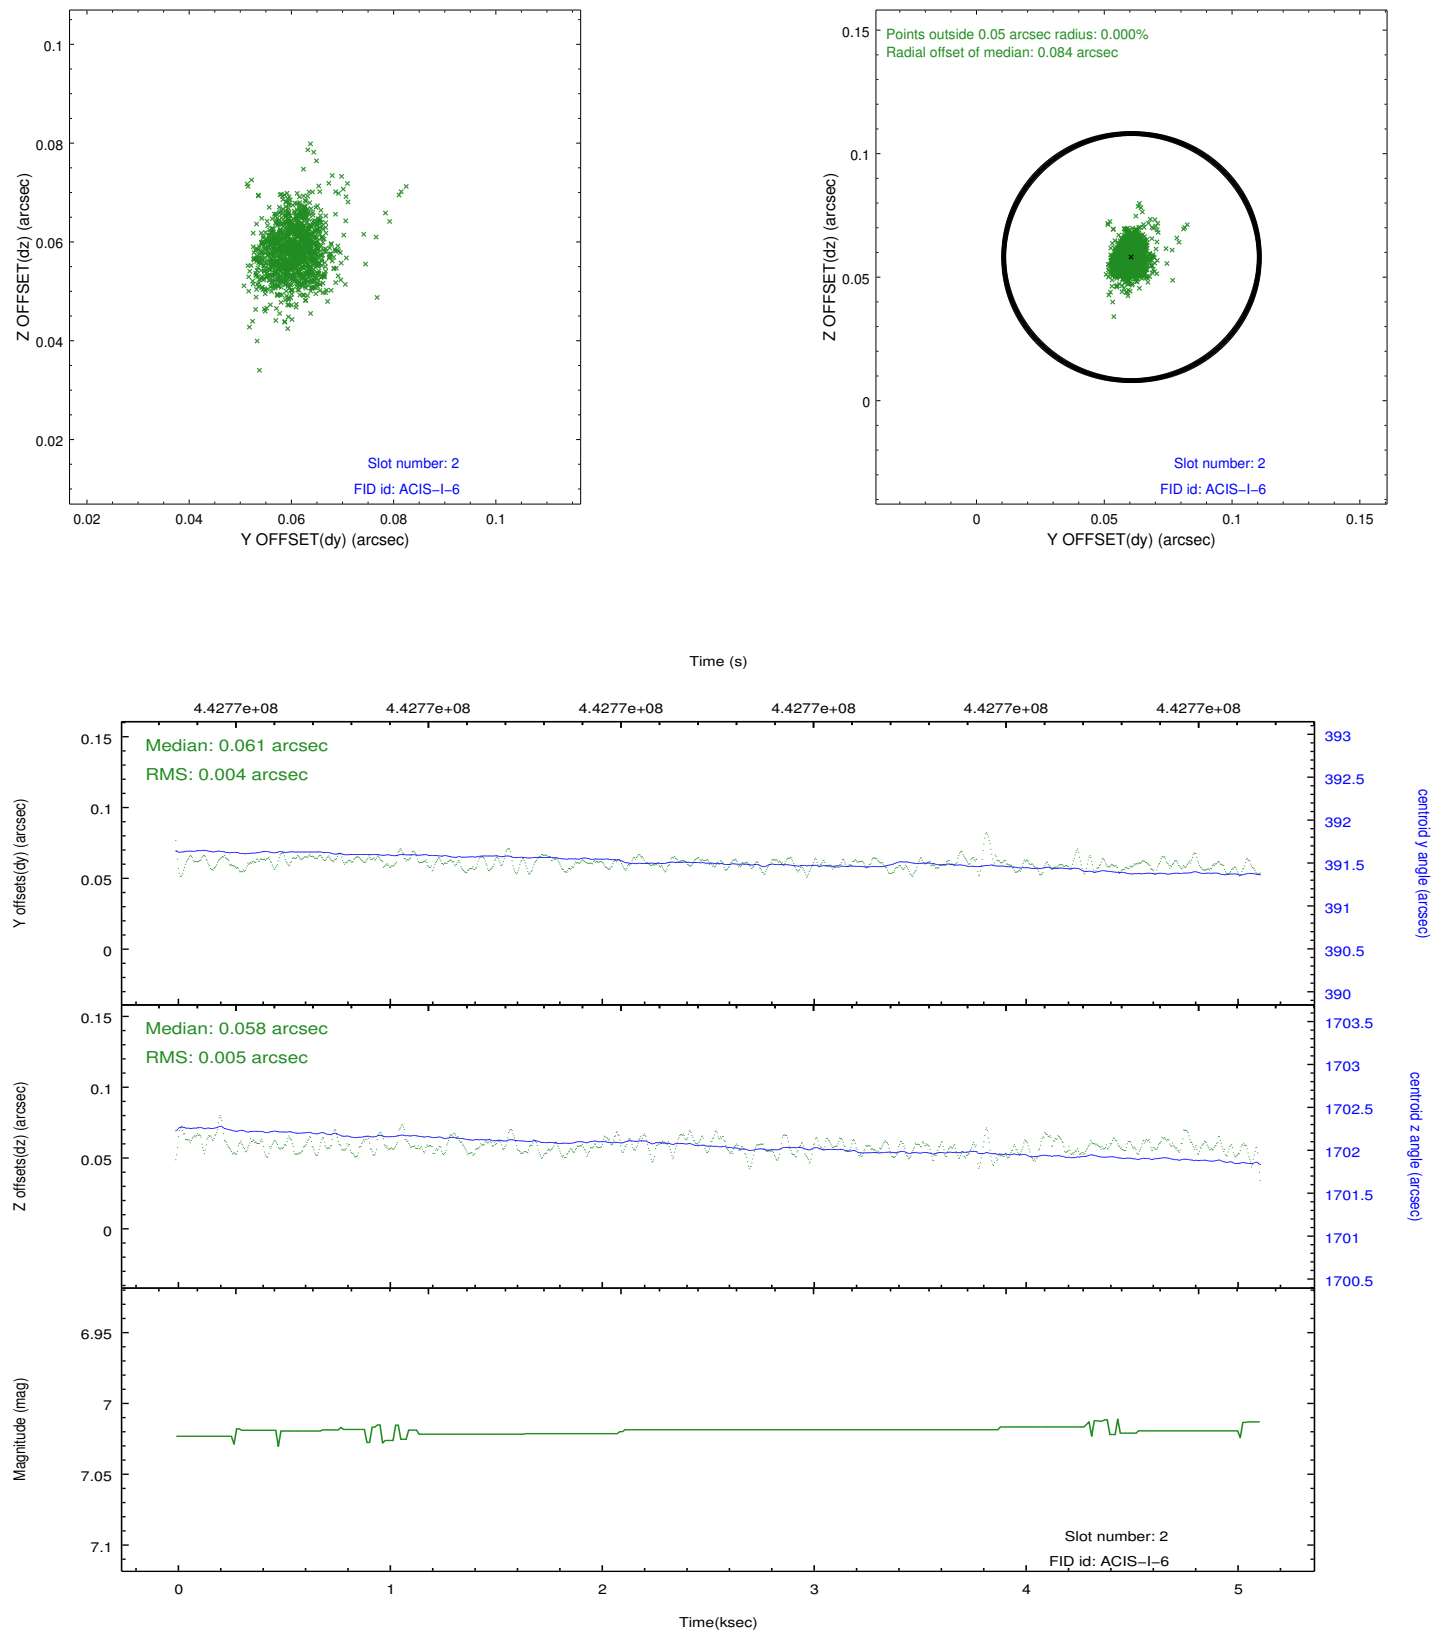 0.1
0.08
0.06
0.04
0.02
Z OFFSET(dz) (arcsec)
Slot number: 2
FID id: ACIS−I−6
0.02 0.04 0.06 0.08 0.1
Y OFFSET(dy) (arcsec)
Points outside 0.05 arcsec radius: 0.000%
Radial offset of median: 0.084 arcsec
0.15
0.1
0.05
0
Z OFFSET(dz) (arcsec)
Slot number: 2
FID id: ACIS−I−6
0 0.05 0.1 0.15
Y OFFSET(dy) (arcsec)
Time (s)
4.4277e+08 4.4277e+08 4.4277e+08 4.4277e+08 4.4277e+08 4.4277e+08
Median: 0.061 arcsec
RMS: 0.004 arcsec
0.15
0.1
0.05
0
Y offsets(dy) (arcsec)
393
392.5
392
391.5
391
390.5
390
centroid y angle (arcsec)
Median: 0.058 arcsec
RMS: 0.005 arcsec
0.15
0.1
0.05
0
Z offsets(dz) (arcsec)
1703.5
1703
1702.5
1702
1701.5
1701
1700.5
centroid z angle (arcsec)
6.95
7
7.05
7.1
Magnitude (mag)
Slot number: 2
FID id: ACIS−I−6
0 1 2 3 4 5
Time(ksec)